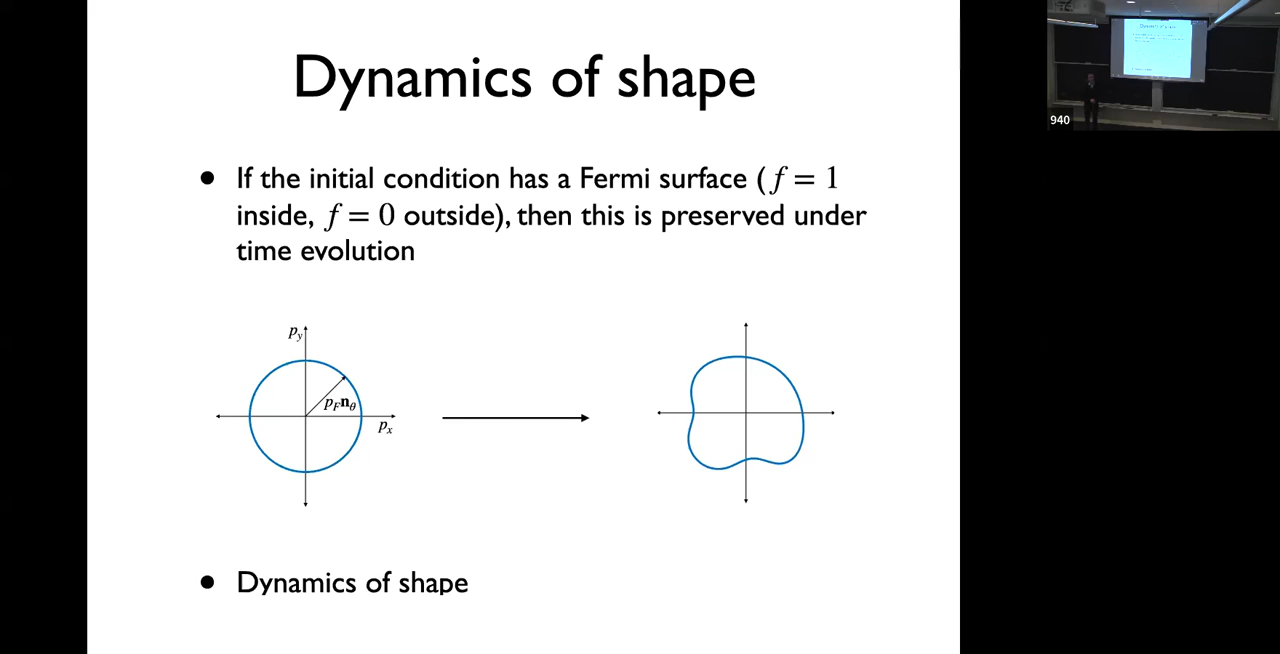 Dynamics of shape
• If the initial condition has a Fermi surface (f = 1
inside, f = 0 outside), then this is preserved under
time evolution
p_y
p_F n_θ
p_x
• Dynamics of shape
940